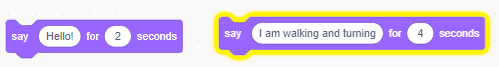 say Hello! for 2 seconds
say I am walking and turning for 4 seconds